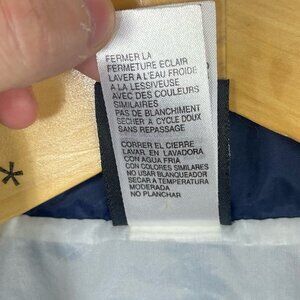 FERMER LA
FERMETURE ECLAIR
LAVER A L'EAU FROIDE
A LA LESSIVEUSE
AVEC DES COULEURS
SIMILAIRES
PAS DE BLANCHIMENT
SECHER A CYCLE DOUX
SANS REPASSAGE
CORRER EL CIERRE
LAVAR, EN LAVADORA
CON AGUA FRIA
CON COLORES SIMILARES
NO USAR BLANQUEADOR
SECAR A TEMPERATURA
MODERADA
NO PLANCHAR